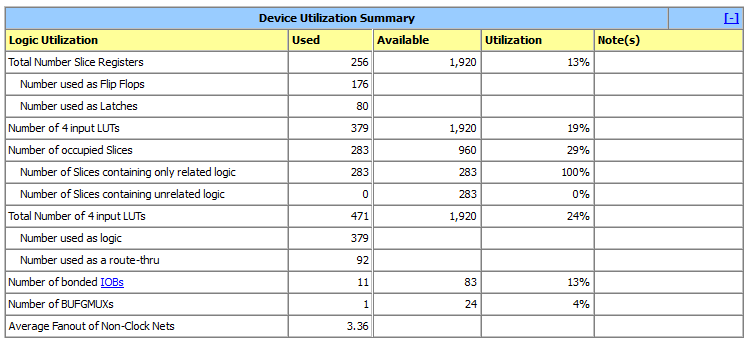 Device Utilization Summary [-]
Logic Utilization Used Available Utilization Note(s)
Total Number Slice Registers 256 1,920 13%
Number used as Flip Flops 176
Number used as Latches 80
Number of 4 input LUTs 379 1,920 19%
Number of occupied Slices 283 960 29%
Number of Slices containing only related logic 283 283 100%
Number of Slices containing unrelated logic 0 283 0%
Total Number of 4 input LUTs 471 1,920 24%
Number used as logic 379
Number used as a route-thru 92
Number of bonded IOBs 11 83 13%
Number of BUFGMUXs 1 24 4%
Average Fanout of Non-Clock Nets 3.36